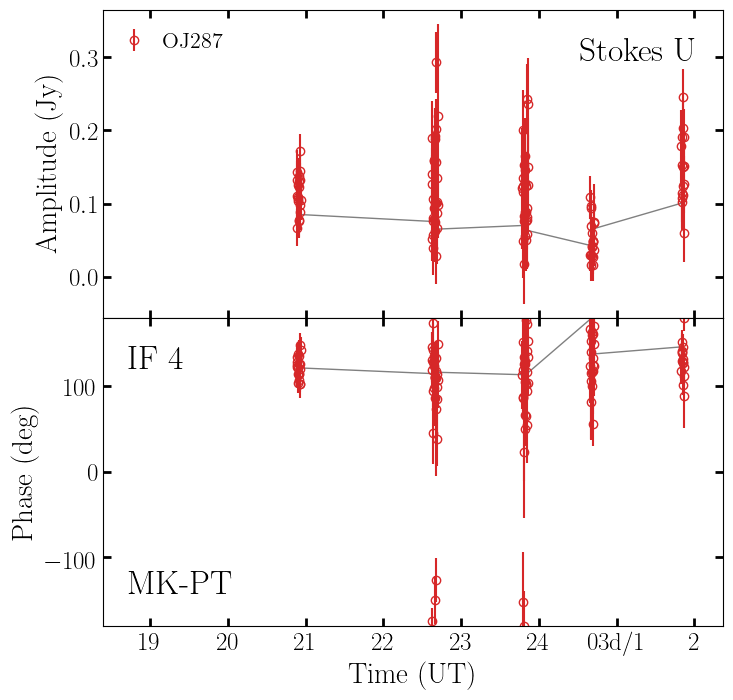 OJ287
Stokes U
Amplitude (Jy)
0.3
0.2
0.1
0.0
IF 4
Phase (deg)
100
0
−100
MK-PT
19 20 21 22 23 24 03d/1 2
Time (UT)